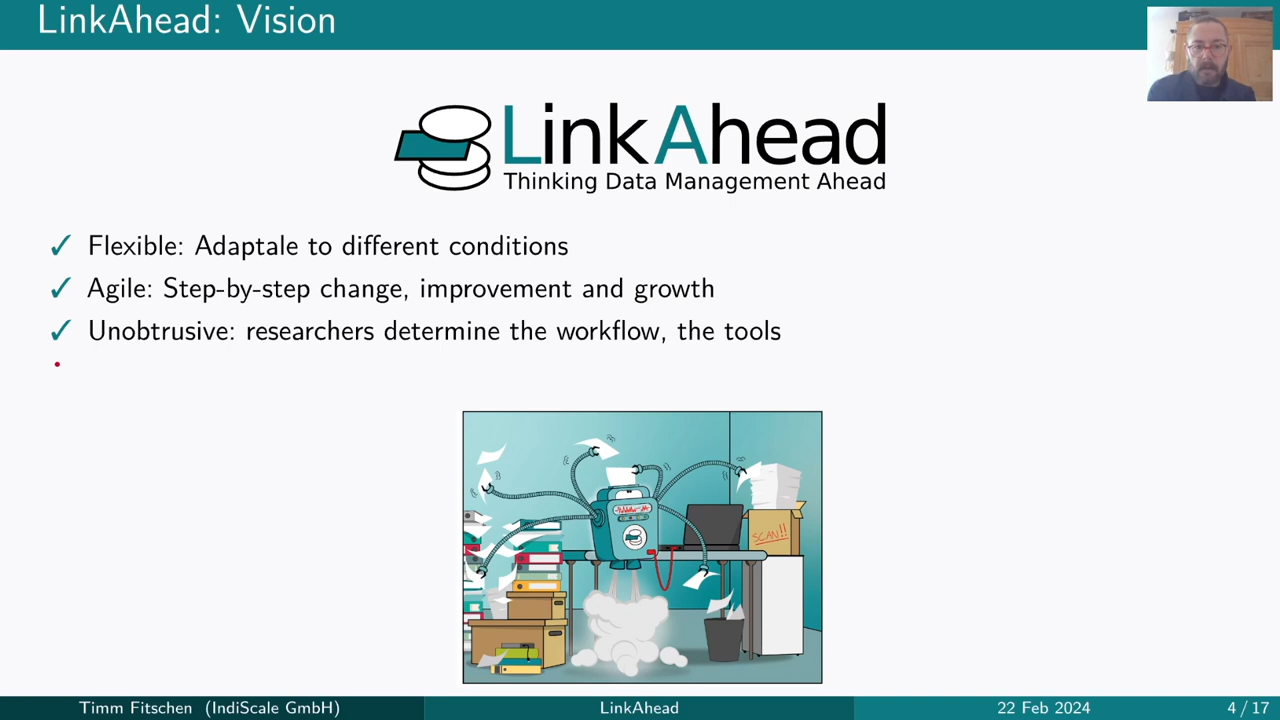 LinkAhead: Vision
LinkAhead
Thinking Data Management Ahead
✓ Flexible: Adaptale to different conditions
✓ Agile: Step-by-step change, improvement and growth
✓ Unobtrusive: researchers determine the workflow, the tools
SCAN!!
Timm Fitschen (IndiScale GmbH)
LinkAhead
22 Feb 2024
4 / 17